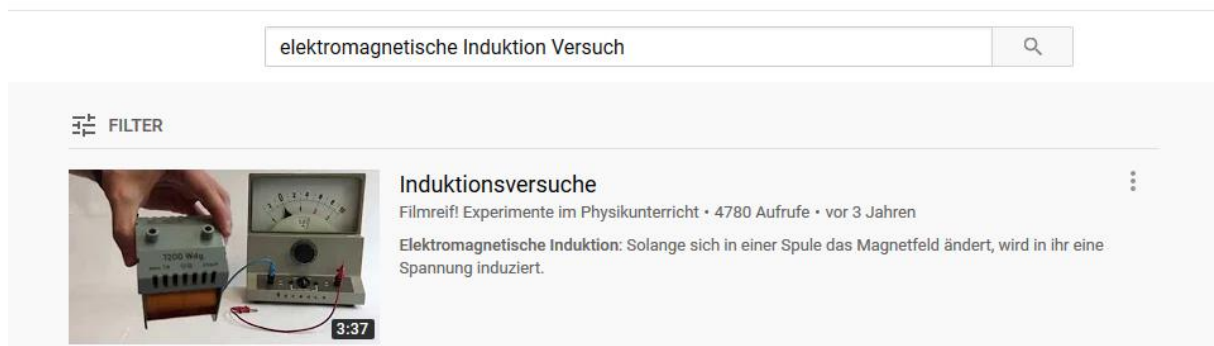 elektromagnetische Induktion Versuch
FILTER
Induktionsversuche
Filmreif! Experimente im Physikunterricht • 4780 Aufrufe • vor 3 Jahren
Elektromagnetische Induktion: Solange sich in einer Spule das Magnetfeld ändert, wird in ihr eine
Spannung induziert.
1200 Wdg.
3:37